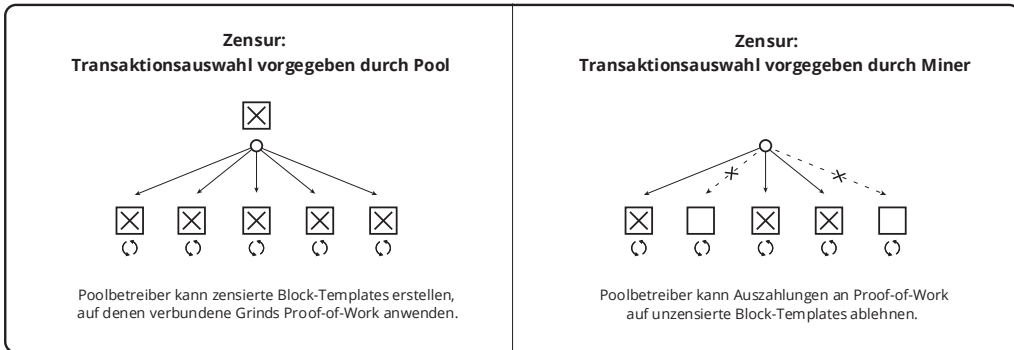 Zensur:
Transaktionsauswahl vorgegeben durch Pool
Poolbetreiber kann zensierte Block-Templates erstellen,
auf denen verbundene Grinds Proof-of-Work anwenden.
Zensur:
Transaktionsauswahl vorgegeben durch Miner
Poolbetreiber kann Auszahlungen an Proof-of-Work
auf unzensierte Block-Templates ablehnen.